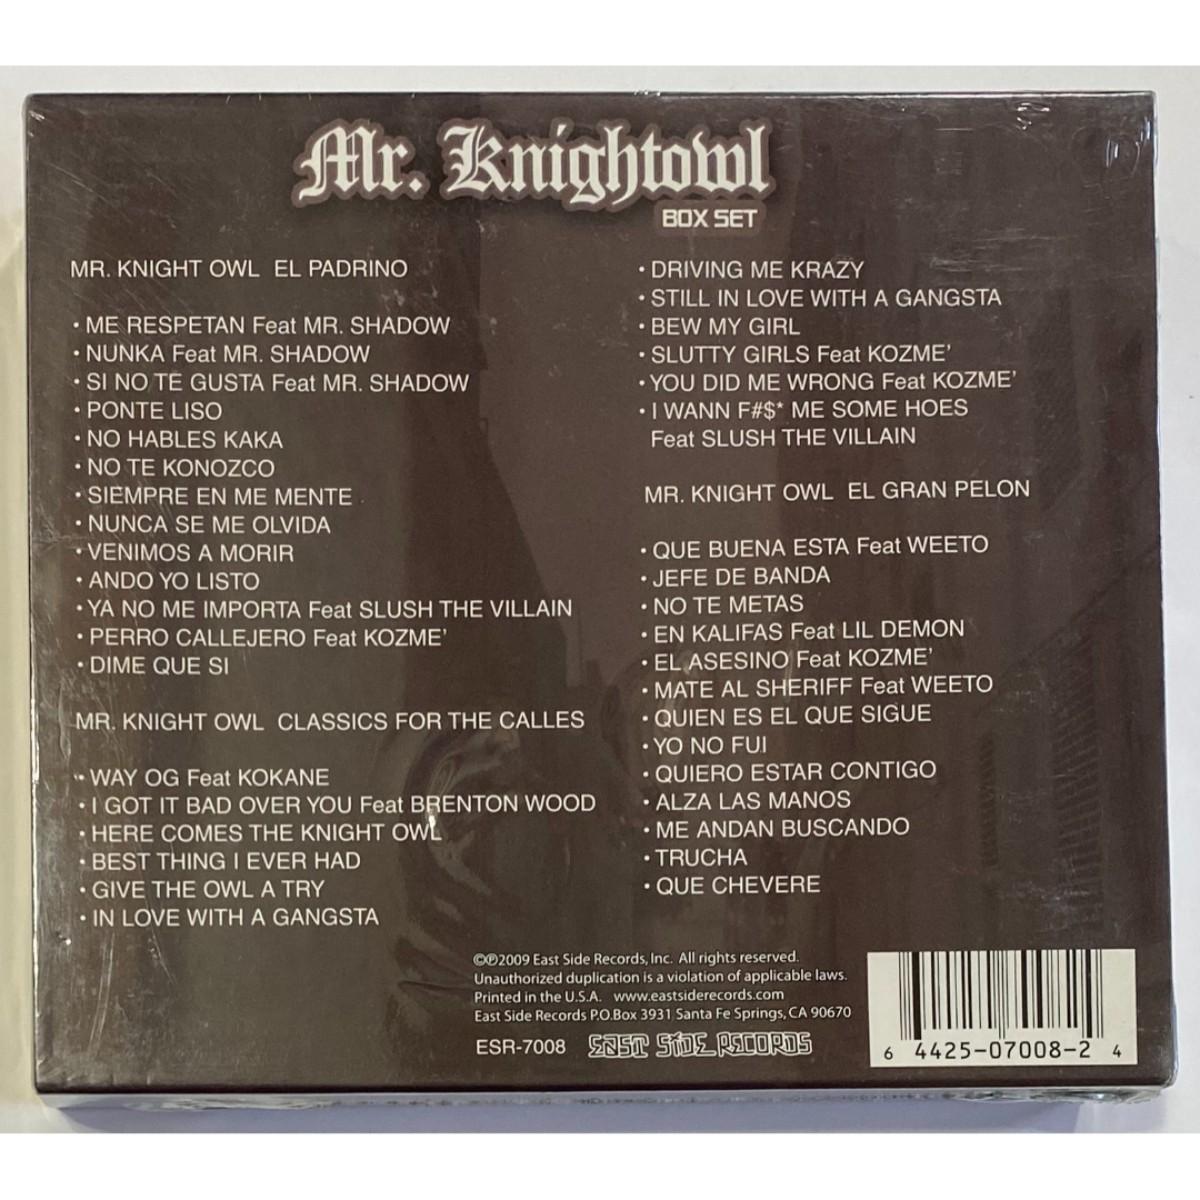 Mr. Knightowl
BOX SET
MR. KNIGHT OWL EL PADRINO
• ME RESPETAN Feat MR. SHADOW
• NUNKA Feat MR. SHADOW
• SI NO TE GUSTA Feat MR. SHADOW
• PONTE LISO
• NO HABLES KAKA
• NO TE KONOZCO
• SIEMPRE EN ME MENTE
• NUNCA SE ME OLVIDA
• VENIMOS A MORIR
• ANDO YO LISTO
• YA NO ME IMPORTA Feat SLUSH THE VILLAIN
• PERRO CALLEJERO Feat KOZME'
• DIME QUE SI
MR. KNIGHT OWL CLASSICS FOR THE CALLES
• WAY OG Feat KOKANE
• I GOT IT BAD OVER YOU Feat BRENTON WOOD
• HERE COMES THE KNIGHT OWL
• BEST THING I EVER HAD
• GIVE THE OWL A TRY
• IN LOVE WITH A GANGSTA
• DRIVING ME KRAZY
• STILL IN LOVE WITH A GANGSTA
• BEW MY GIRL
• SLUTTY GIRLS Feat KOZME'
• YOU DID ME WRONG Feat KOZME'
• I WANN F#$* ME SOME HOES
Feat SLUSH THE VILLAIN
MR. KNIGHT OWL EL GRAN PELON
• QUE BUENA ESTA Feat WEETO
• JEFE DE BANDA
• NO TE METAS
• EN KALIFAS Feat LIL DEMON
• EL ASESINO Feat KOZME'
• MATE AL SHERIFF Feat WEETO
• QUIEN ES EL QUE SIGUE
• YO NO FUI
• QUIERO ESTAR CONTIGO
• ALZA LAS MANOS
• ME ANDAN BUSCANDO
• TRUCHA
• QUE CHEVERE
©℗2009 East Side Records, Inc. All rights reserved.
Unauthorized duplication is a violation of applicable laws.
Printed in the U.S.A. www.eastsiderecords.com
East Side Records P.O.Box 3931 Santa Fe Springs, CA 90670
ESR-7008 EAST SIDE RECORDS
6 4425-07008-2 4